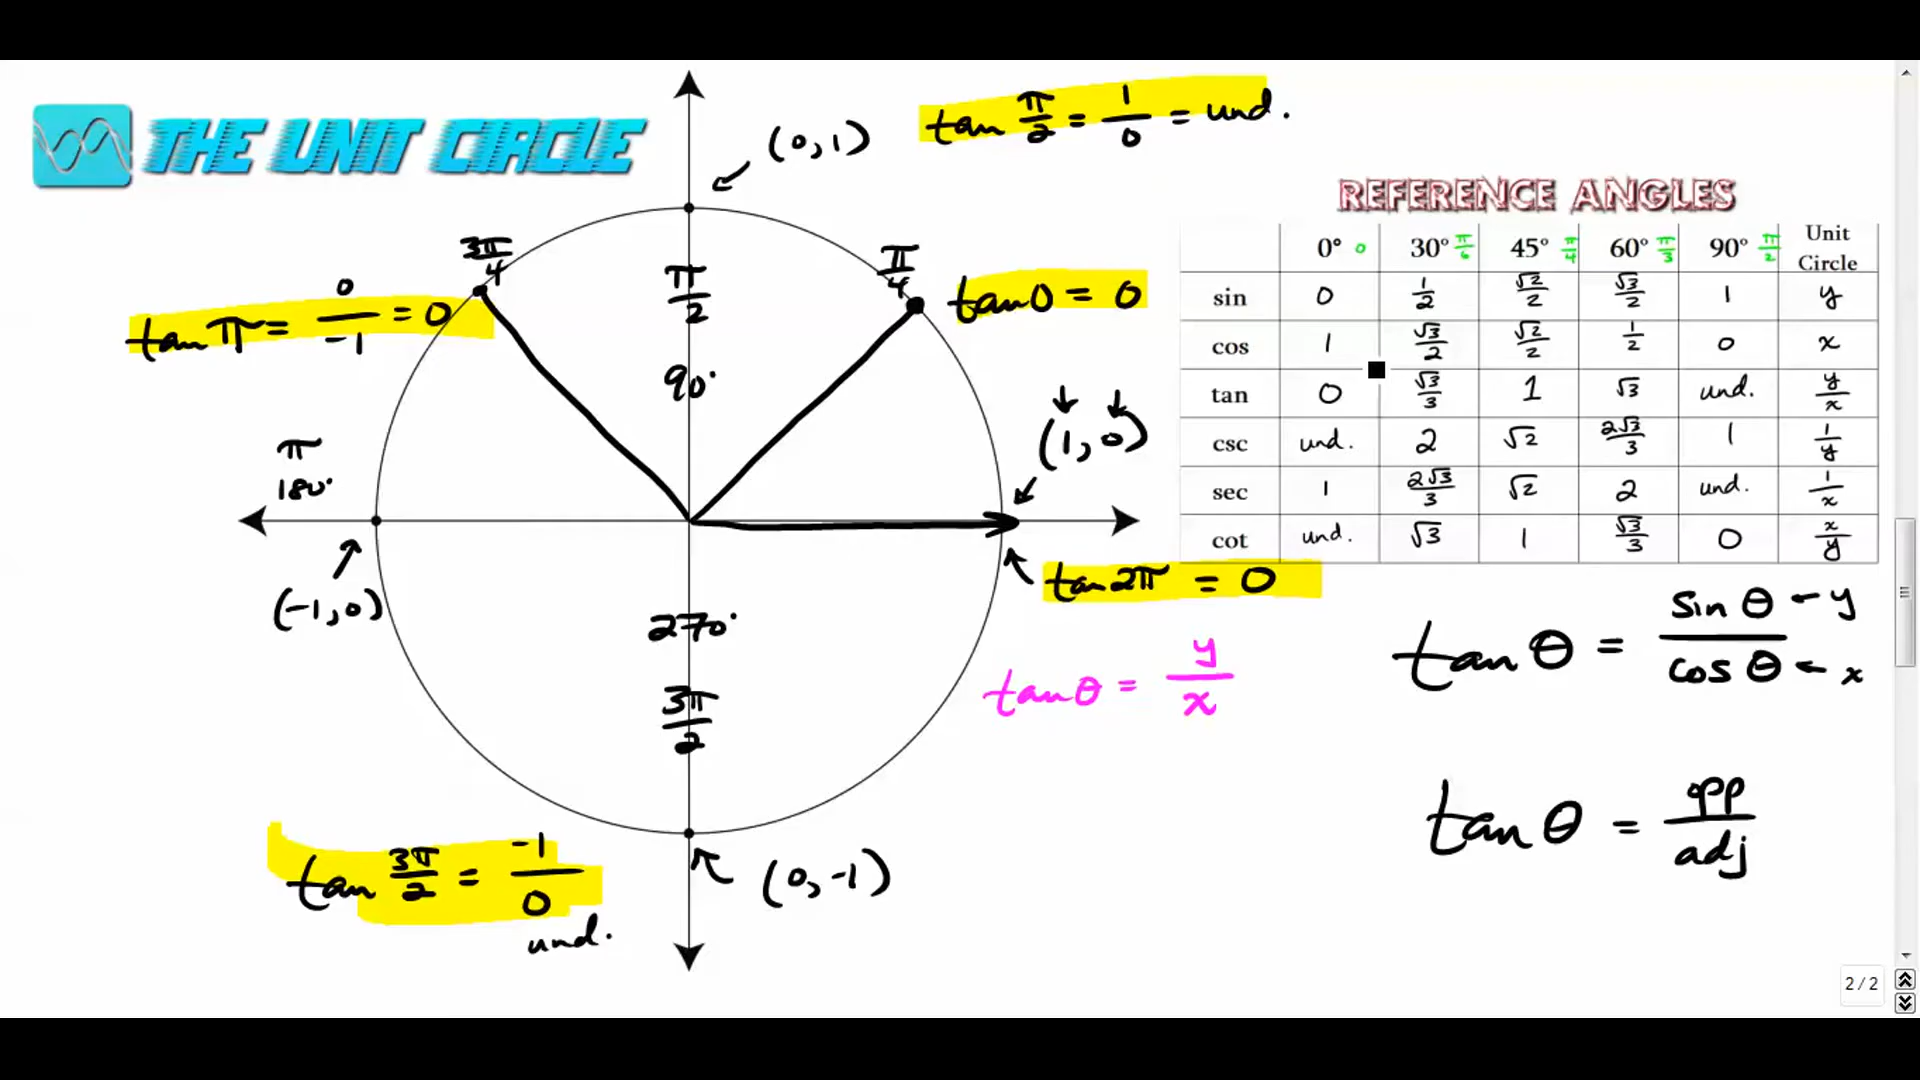 THE UNIT CIRCLE
(0,1)
tan π/2 = 1/0 = und.
3π/4
π/2
90°
π/4
tan 0 = 0
tan π = 0/-1 = 0
π
180°
(1,0)
(-1,0)
tan 2π = 0
tan θ = y/x
270°
3π/2
tan 3π/2 = -1/0
und.
(0,-1)
REFERENCE ANGLES
0° 0 30° π/6 45° π/4 60° π/3 90° π/2 Unit Circle
sin 0 1/2 √2/2 √3/2 1 y
cos 1 √3/2 √2/2 1/2 0 x
tan 0 √3/3 1 √3 und. y/x
csc und. 2 √2 2√3/3 1 1/y
sec 1 2√3/3 √2 2 und. 1/x
cot und. √3 1 √3/3 0 x/y
tan θ = sin θ ← y / cos θ ← x
tan θ = opp/adj
2 / 2